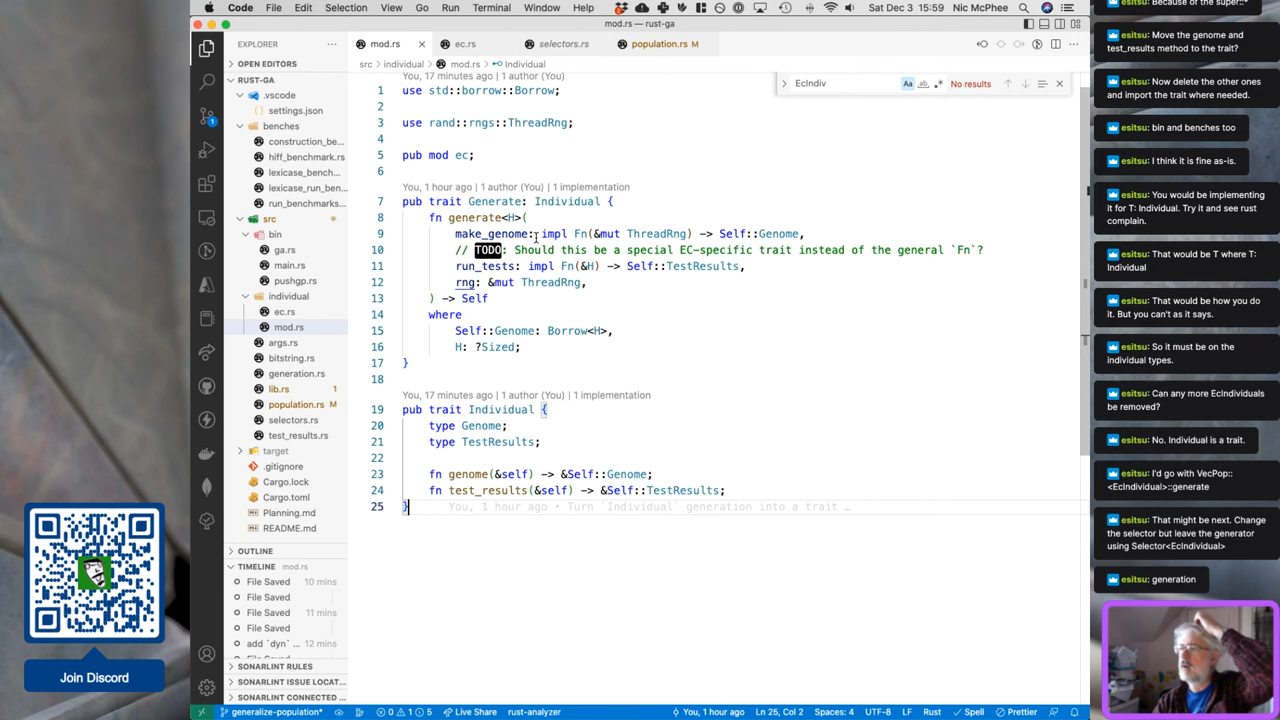 Code File Edit Selection View Go Run Terminal Window Help Sat Dec 3 15:59 Nic McPhee
mod.rs — rust-ga
EXPLORER
OPEN EDITORS
RUST-GA
.vscode
settings.json
benches
construction_be...
hiff_benchmark.rs
lexicase_bench...
lexicase_run_ben...
run_benchmarks...
src
bin
ga.rs
main.rs
pushgp.rs
individual
ec.rs
mod.rs
args.rs
bitstring.rs
generation.rs
lib.rs 1
population.rs M
selectors.rs
test_results.rs
target
.gitignore
Cargo.lock
Cargo.toml
Planning.md
README.md
OUTLINE
TIMELINE
File Saved 10 mins
File Saved
File Saved 11 mins
File Saved
add `dyn` ... 12 mins
File Saved
SONARLINT RULES
SONARLINT ISSUE LOCAT...
SONARLINT CONNECTED ...
mod.rs
ec.rs
selectors.rs
population.rs M
src > individual > mod.rs > Individual
EcIndiv
Aa
ab
No results
You, 17 minutes ago | 1 author (You)
1 use std::borrow::Borrow;
2
3 use rand::rngs::ThreadRng;
4
5 pub mod ec;
6
You, 1 hour ago | 1 author (You) | 1 implementation
7 pub trait Generate: Individual {
8 fn generate<H>(
9 make_genome: impl Fn(&mut ThreadRng) -> Self::Genome,
10 // TODO: Should this be a special EC-specific trait instead of the general `Fn`?
11 run_tests: impl Fn(&H) -> Self::TestResults,
12 rng: &mut ThreadRng,
13 ) -> Self
14 where
15 Self::Genome: Borrow<H>,
16 H: ?Sized;
17 }
18
You, 17 minutes ago | 1 author (You) | 1 implementation
19 pub trait Individual {
20 type Genome;
21 type TestResults;
22
23 fn genome(&self) -> &Self::Genome;
24 fn test_results(&self) -> &Self::TestResults;
25 } You, 1 hour ago • Turn `Individual` generation into a trait …
generalize-population* 0 1 5 Live Share rust-analyzer You, 1 hour ago Ln 25, Col 2 Spaces: 4 UTF-8 LF Rust Spell Prettier
Join Discord
esitsu: Because of the super::*
esitsu: Move the genome and
test_results method to the trait?
esitsu: Now delete the other ones
and import the trait where needed.
esitsu: bin and benches too
esitsu: I think it is fine as-is.
esitsu: You would be implementing
it for T: Individual. Try it and see rust
complain.
esitsu: That would be T where T:
Individual
esitsu: That would be how you do
it. But you can't as it says.
esitsu: So it must be on the
individual types.
esitsu: Can any more EcIndividuals
be removed?
esitsu: No. Individual is a trait.
esitsu: I'd go with VecPop::
<EcIndividual>::generate
esitsu: That might be next. Change
the selector but leave the generator
using Selector<EcIndividual>
esitsu: generation